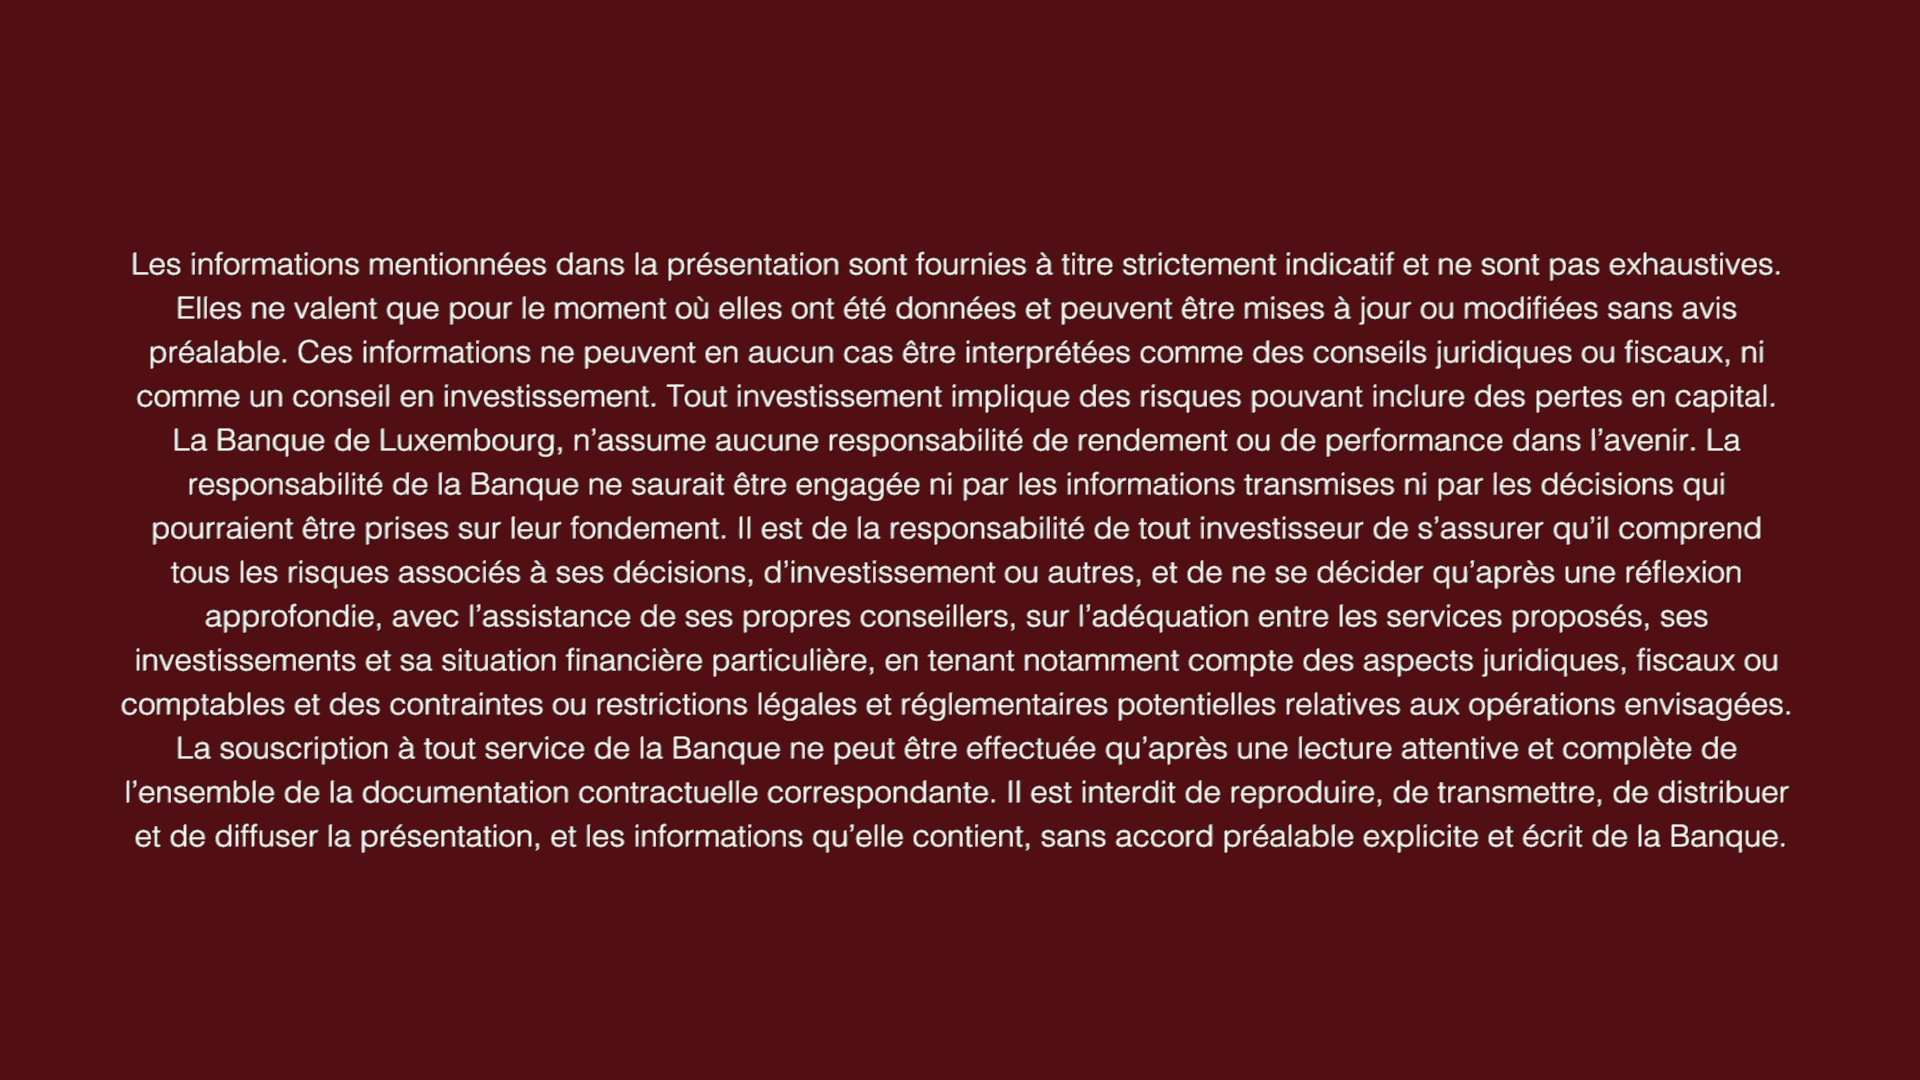 Les informations mentionnées dans la présentation sont fournies à titre strictement indicatif et ne sont pas exhaustives.
Elles ne valent que pour le moment où elles ont été données et peuvent être mises à jour ou modifiées sans avis
préalable. Ces informations ne peuvent en aucun cas être interprétées comme des conseils juridiques ou fiscaux, ni
comme un conseil en investissement. Tout investissement implique des risques pouvant inclure des pertes en capital.
La Banque de Luxembourg, n’assume aucune responsabilité de rendement ou de performance dans l’avenir. La
responsabilité de la Banque ne saurait être engagée ni par les informations transmises ni par les décisions qui
pourraient être prises sur leur fondement. Il est de la responsabilité de tout investisseur de s’assurer qu’il comprend
tous les risques associés à ses décisions, d’investissement ou autres, et de ne se décider qu’après une réflexion
approfondie, avec l’assistance de ses propres conseillers, sur l’adéquation entre les services proposés, ses
investissements et sa situation financière particulière, en tenant notamment compte des aspects juridiques, fiscaux ou
comptables et des contraintes ou restrictions légales et réglementaires potentielles relatives aux opérations envisagées.
La souscription à tout service de la Banque ne peut être effectuée qu’après une lecture attentive et complète de
l’ensemble de la documentation contractuelle correspondante. Il est interdit de reproduire, de transmettre, de distribuer
et de diffuser la présentation, et les informations qu’elle contient, sans accord préalable explicite et écrit de la Banque.